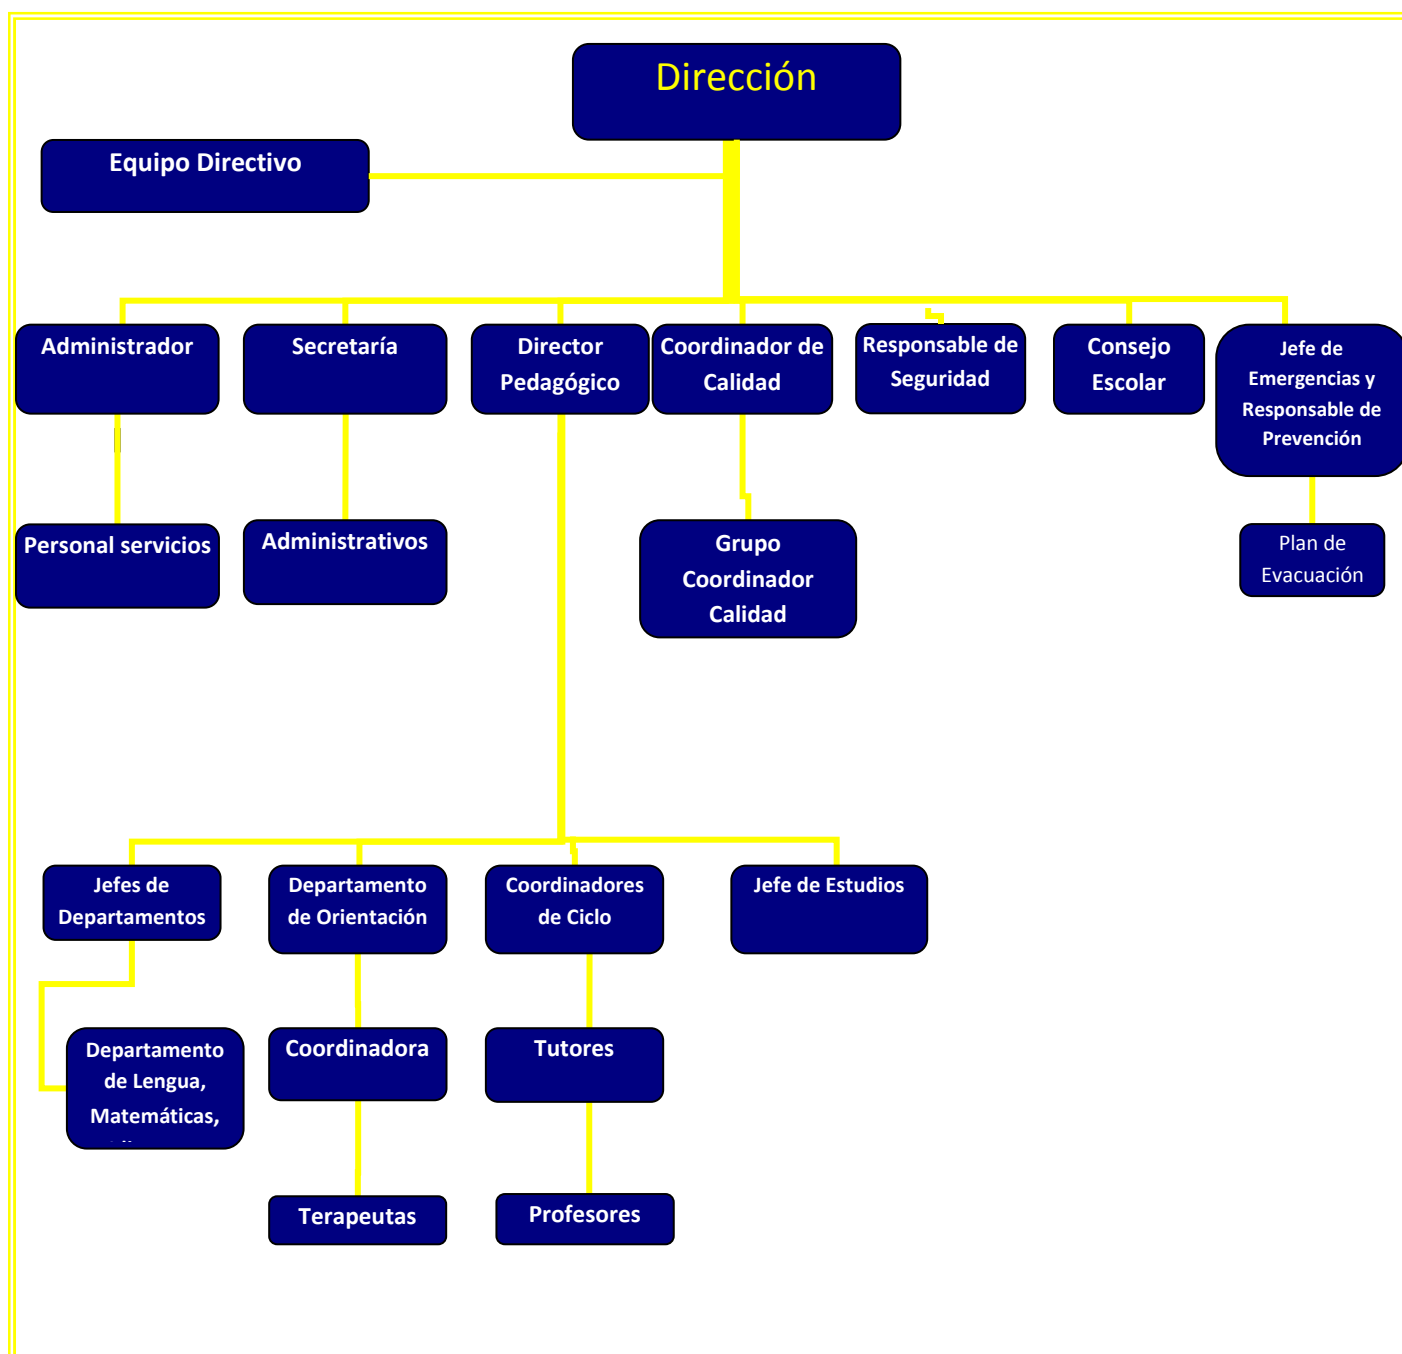 Dirección
Equipo Directivo
Administrador
Secretaría
Director
Pedagógico
Coordinador de
Calidad
Responsable de
Seguridad
Consejo
Escolar
Jefe de
Emergencias y
Responsable de
Prevención
Personal servicios
Administrativos
Grupo
Coordinador
Calidad
Plan de
Evacuación
Jefes de
Departamentos
Departamento
de Orientación
Coordinadores
de Ciclo
Jefe de Estudios
Departamento
de Lengua,
Matemáticas,
Coordinadora
Tutores
Terapeutas
Profesores